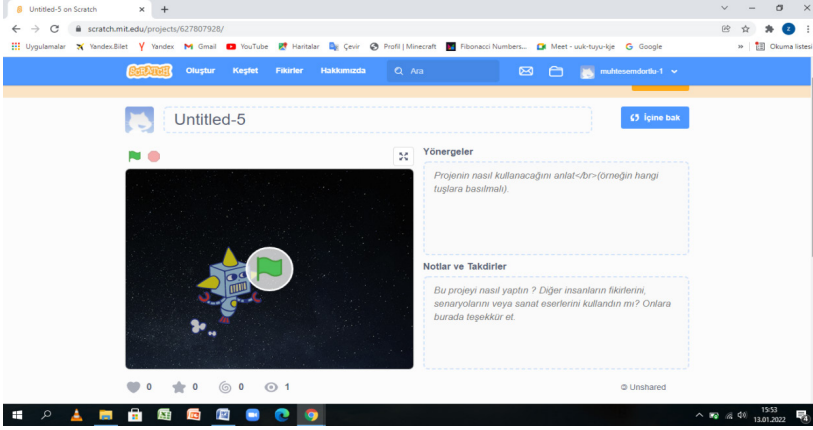 Untitled-5 on Scratch
scratch.mit.edu/projects/627807928/
Uygulamalar Yandex.Bilet Yandex Gmail YouTube Haritalar Çevir Profil | Minecraft Fibonacci Numbers... Meet - uuk-tuyu-kje Google » Okuma listesi
SCRATCH Oluştur Keşfet Fikirler Hakkımızda Ara muhtesemdortlu-1
Untitled-5
İçine bak
Yönergeler
Projenin nasıl kullanacağını anlat</br>(örneğin hangi
tuşlara basılmalı).
Notlar ve Takdirler
Bu projeyi nasıl yaptın ? Diğer insanların fikirlerini,
senaryolarını veya sanat eserlerini kullandın mı? Onlara
burada teşekkür et.
0 0 0 1
Unshared
15:53
13.01.2022